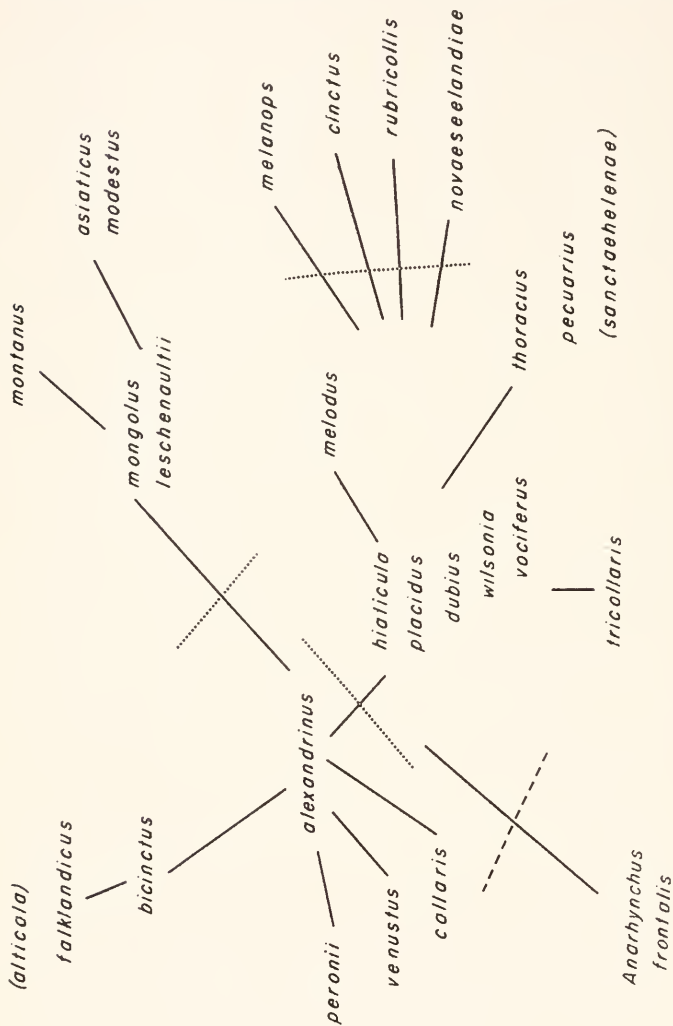 (alticola)
montanus
falklandicus
asiaticus
modestus
mongolus
bicinctus
leschenaultii
melanops
alexandrinus
peronii
melodus
cinctus
hiaticula
venustus
rubricollis
placidus
collaris
dubius
novaeseelandiae
wilsonia
vociferus
thoracius
pecuarius
(sanctaehelenae)
tricollaris
Anarhynchus
frontalis